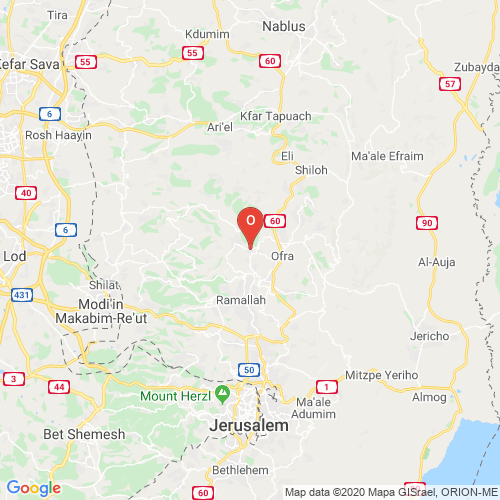 Tira
Kdumim
Nablus
55
60
Kefar Sava
55
Zubayda
57
6
Kfar Tapuach
Rosh Haayin
Ari'el
Eli
Ma'ale Efraim
Shiloh
40
O
60
90
6
Lod
Ofra
Al-Auja
Shilat
431
Ramallah
Modi'in
Makabim-Re'ut
Jericho
50
3
44
Mitzpe Yeriho
1
Mount Herzl
Almog
Ma'ale
Adumim
Jerusalem
Bet Shemesh
Bethlehem
60
Google
Map data ©2020 Mapa GISrael, ORION-ME